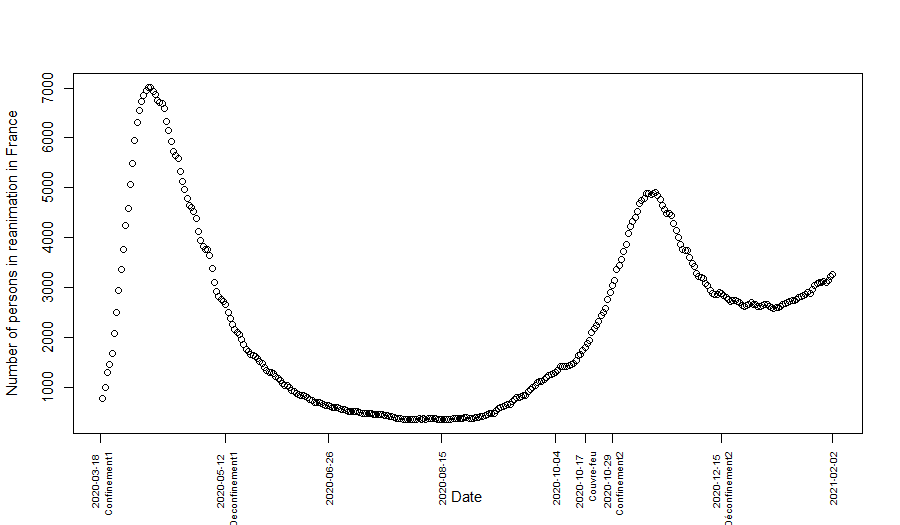 Number of persons in reanimation in France
7000
6000
5000
4000
3000
2000
1000
2020-03-18
Confinement1
2020-05-12
Deconfinement1
2020-06-26
2020-08-15
2020-10-04
2020-10-17
Couvre-feu
2020-10-29
Confinement2
2020-12-15
Déconfinement2
2021-02-02
Date